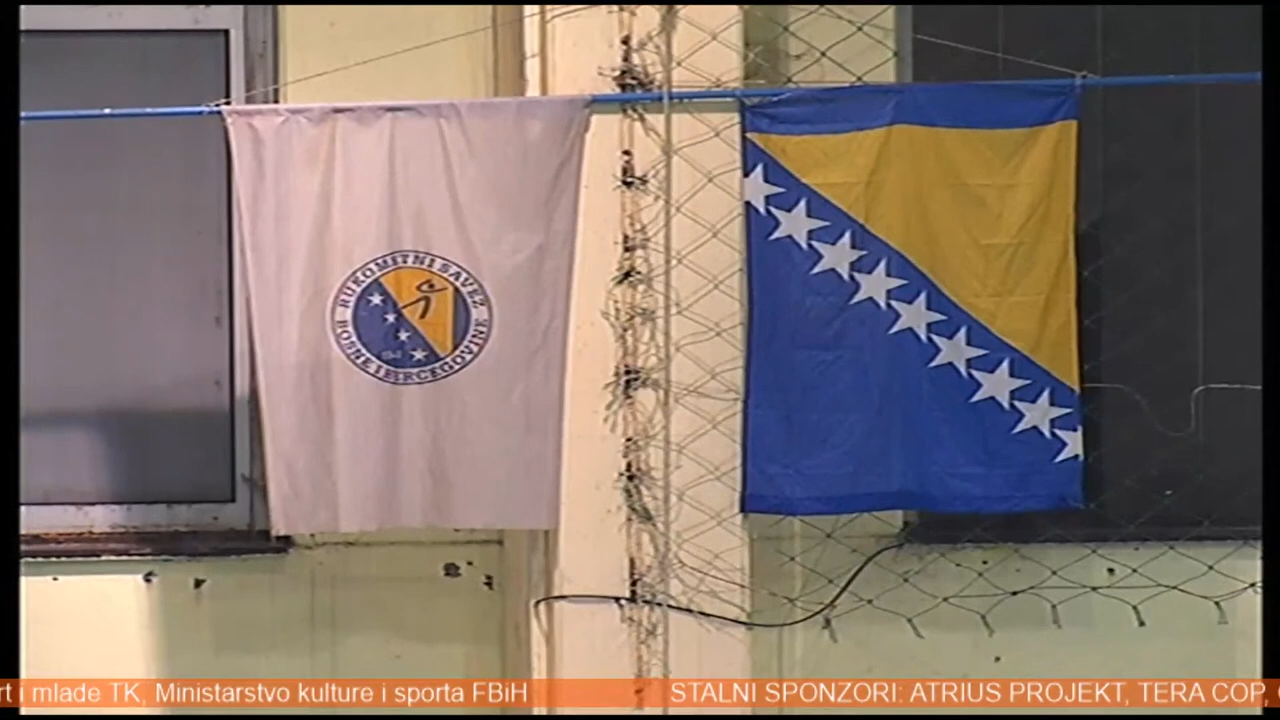 RUKOMETNI SAVEZ
BOSNE I HERCEGOVINE
rt i mlade TK, Ministarstvo kulture i sporta FBiH
STALNI SPONZORI: ATRIUS PROJEKT, TERA COP,